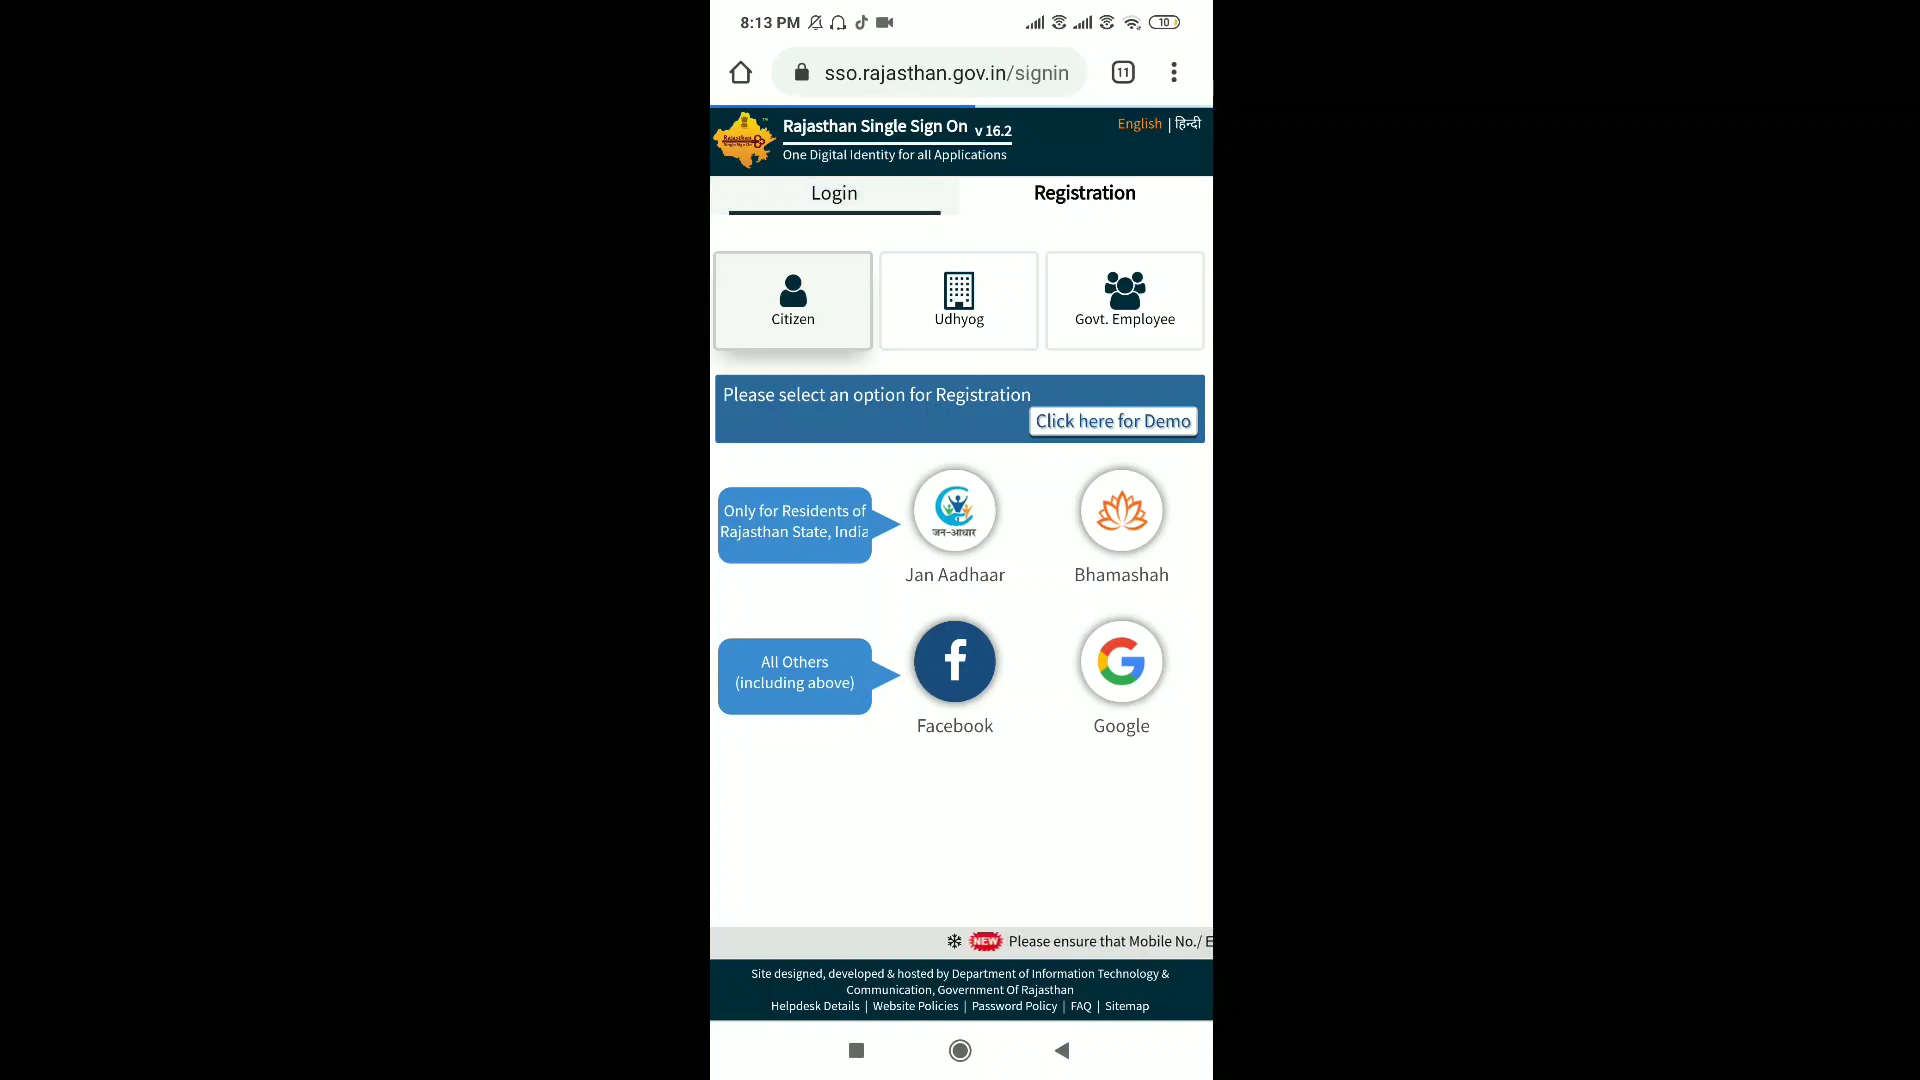 8:13 PM
10
sso.rajasthan.gov.in/signin
11
Rajasthan Single Sign On v 16.2
One Digital Identity for all Applications
English | हिन्दी
Login
Registration
Citizen
Udhyog
Govt. Employee
Please select an option for Registration
Click here for Demo
Only for Residents of
Rajasthan State, India
जन-आधार
Jan Aadhaar
Bhamashah
All Others
(including above)
Facebook
Google
NEW Please ensure that Mobile No./ E
Site designed, developed & hosted by Department of Information Technology &
Communication, Government Of Rajasthan
Helpdesk Details | Website Policies | Password Policy | FAQ | Sitemap